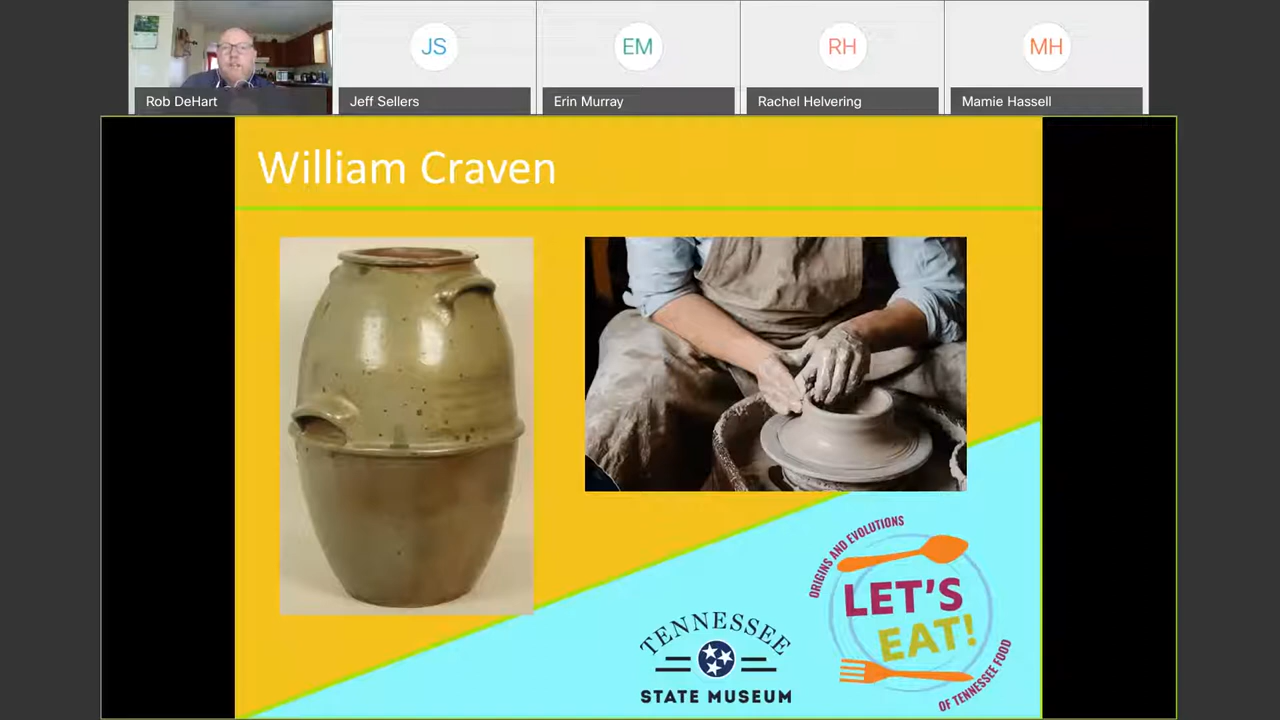 JS
EM
RH
MH
Rob DeHart
Jeff Sellers
Erin Murray
Rachel Helvering
Mamie Hassell
William Craven
ORIGINS AND EVOLUTIONS
LET'S
EAT!
OF TENNESSEE FOOD
TENNESSEE
STATE MUSEUM